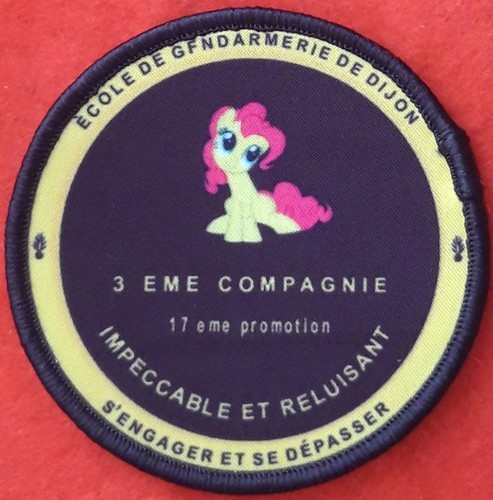 ÉCOLE DE GENDARMERIE DE DIJON
3 EME COMPAGNIE
17 eme promotion
IMPECCABLE ET RELUISANT
S'ENGAGER ET SE DÉPASSER